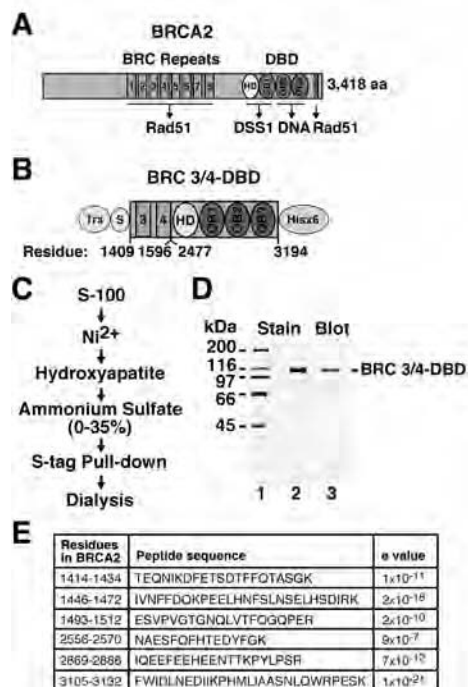 A
BRCA2
BRC Repeats
DBD
1 2 3 4 5 6 7 8
HD
3,418 aa
Rad51
DSS1
DNA
Rad51
B
BRC 3/4-DBD
Trx S 3 4 HD OB1 OB2 OB3 Hisx6
Residue: 1409 1596 2477 3194
C
S-100
Ni2+
Hydroxyapatite
Ammonium Sulfate
(0-35%)
S-tag Pull-down
Dialysis
D
kDa Stain Blot
200
116
97
66
45
BRC 3/4-DBD
1 2 3
E
Residues in BRCA2 Peptide sequence e value
1414-1434 TEQNIKDFETSDTFFQTASGK 1x10-11
1446-1472 IVNFFDQKPEELHNFSLNSELHSDIRK 2x10-18
1493-1512 ESVPVGTGNQLVTFQGQPER 2x10-10
2556-2570 NAESFQFHTEDYFGK 9x10-7
2869-2886 IQEEFEEHEENTTKPYLPSR 7x10-12
3105-3132 FWIDLNEDIIKPHMLIAASNLQWRPESK 1x10-21